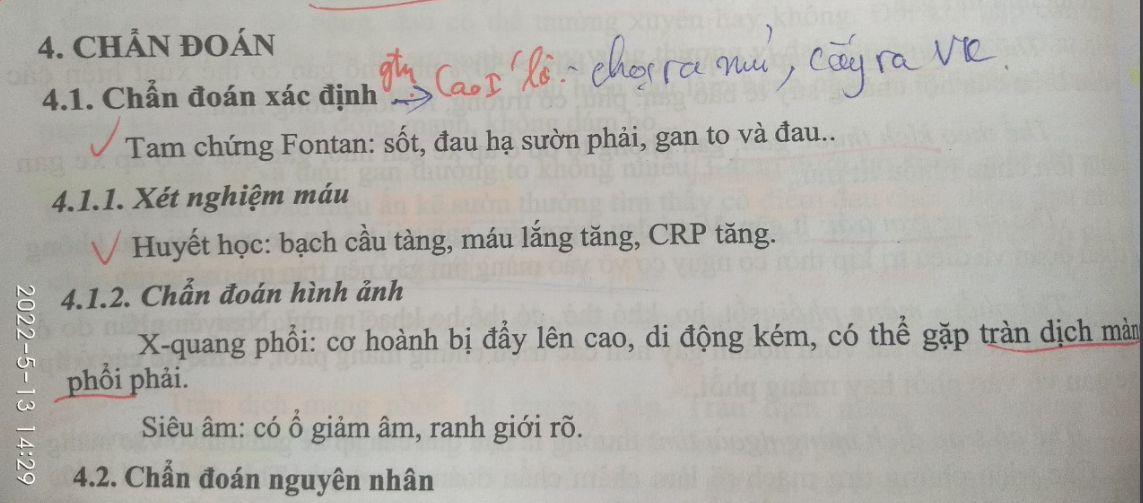 4. CHẨN ĐOÁN
chọc ra mủ, cấy ra VK.
4.1. Chẩn đoán xác định
Tam chứng Fontan: sốt, đau hạ sườn phải, gan to và đau..
4.1.1. Xét nghiệm máu
Huyết học: bạch cầu tàng, máu lắng tăng, CRP tăng.
4.1.2. Chẩn đoán hình ảnh
X-quang phổi: cơ hoành bị đẩy lên cao, di động kém, có thể gặp tràn dịch màn
phổi phải.
Siêu âm: có ổ giảm âm, ranh giới rõ.
4.2. Chẩn đoán nguyên nhân
2022-5-13 14:29